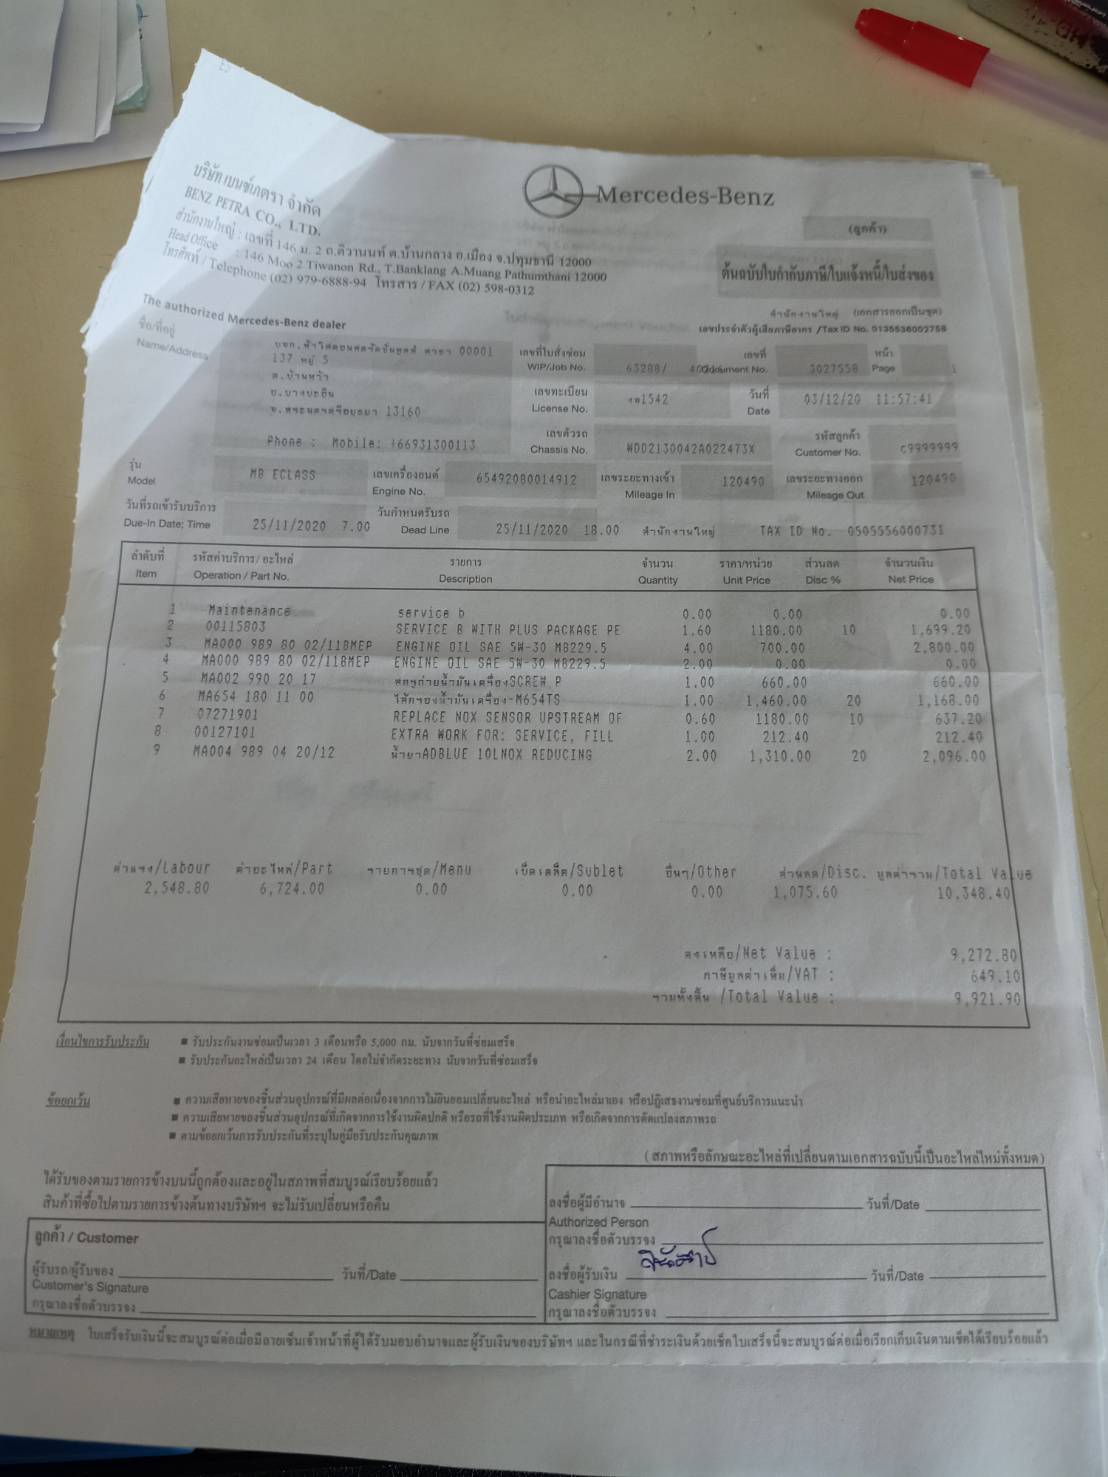 Mercedes-Benz
บริษัท เบนซ์เภตรา จำกัด
BENZ PETRA CO., LTD.
สำนักงานใหญ่ : เลขที่ 146 ม. 2 ถ.ติวานนท์ ต.บ้านกลาง อ.เมือง จ.ปทุมธานี 12000
Head Office : 146 Moo 2 Tiwanon Rd., T.Banklang A.Muang Pathumthani 12000
โทรศัพท์ / Telephone (02) 979-6888-94 โทรสาร / FAX (02) 598-0312
(ลูกค้า)
ต้นฉบับใบกำกับภาษี/ใบแจ้งหนี้/ใบส่งของ
The authorized Mercedes-Benz dealer
สำนักงานใหญ่ (เอกสารออกเป็นชุด)
เลขประจำตัวผู้เสียภาษีอากร /Tax ID No. 0135536002758
ชื่อ/ที่อยู่
Name/Address
สาขา 00001
137 หมู่ 5
ต.บ้านหว้า
อ.บางปะอิน
จ.พระนครศรีอยุธยา 13160
Phone : Mobile: +66931300113
เลขที่ใบสั่งซ่อม
WIP/Job No. 63288/
เลขที่
Document No. 3027558
หน้า
Page 1
เลขทะเบียน
License No. 1542
วันที่
Date 03/12/20 11:57:41
เลขตัวรถ
Chassis No. WDD2130042A022473X
รหัสลูกค้า
Customer No. C9999999
รุ่น
Model MB ECLASS
เลขเครื่องยนต์
Engine No. 65492080014912
เลขระยะทางเข้า
Mileage In 120490
เลขระยะทางออก
Mileage Out 120490
วันที่รถเข้ารับบริการ
Due-In Date; Time 25/11/2020 7.00
วันกำหนดรับรถ
Dead Line 25/11/2020 18.00
สำนักงานใหญ่ TAX ID No. 0505556000731
ลำดับที่ รหัสค่าบริการ/ อะไหล่ รายการ จำนวน ราคา/หน่วย ส่วนลด จำนวนเงิน
Item Operation / Part No. Description Quantity Unit Price Disc % Net Price
1 Maintenance service b 0.00 0.00 0.00
2 00115803 SERVICE B WITH PLUS PACKAGE PE 1.60 1180.00 10 1,699.20
3 MA000 989 80 02/11BMEP ENGINE OIL SAE 5W-30 MB229.5 4.00 700.00 2,800.00
4 MA000 989 80 02/11BMEP ENGINE OIL SAE 5W-30 MB229.5 2.00 0.00 0.00
5 MA002 990 20 17 สกรูถ่ายน้ำมันเครื่องSCREW P 1.00 660.00 660.00
6 MA654 180 11 00 ไส้กรองน้ำมันเครื่อง-M654TS 1.00 1,460.00 20 1,168.00
7 07271901 REPLACE NOX SENSOR UPSTREAM OF 0.60 1180.00 10 637.20
8 00127101 EXTRA WORK FOR: SERVICE, FILL 1.00 212.40 212.40
9 MA004 989 04 20/12 น้ำยาADBLUE 10LNOX REDUCING 2.00 1,310.00 20 2,096.00
ค่าแรง/Labour ค่าอะไหล่/Part รายการชุด/Menu เบ็ดเตล็ด/Sublet อื่นๆ/Other ส่วนลด/Disc. มูลค่ารวม/Total Value
2,548.80 6,724.00 0.00 0.00 0.00 1,075.60 10,348.40
คงเหลือ/Net Value : 9,272.80
ภาษีมูลค่าเพิ่ม/VAT : 649.10
รวมทั้งสิ้น /Total Value : 9,921.90
เงื่อนไขการรับประกัน ■ รับประกันงานซ่อมเป็นเวลา 3 เดือนหรือ 5,000 กม. นับจากวันที่ซ่อมเสร็จ
■ รับประกันอะไหล่เป็นเวลา 24 เดือน โดยไม่จำกัดระยะทาง นับจากวันที่ซ่อมเสร็จ
ข้อยกเว้น ■ ความเสียหายของชิ้นส่วนอุปกรณ์ที่มีผลต่อเนื่องจากการไม่ยินยอมเปลี่ยนอะไหล่ หรือนำอะไหล่มาเอง หรือปฏิเสธงานซ่อมที่ศูนย์บริการแนะนำ
■ ความเสียหายของชิ้นส่วนอุปกรณ์ที่เกิดจากการใช้งานผิดปกติ หรือรถที่ใช้งานผิดประเภท หรือเกิดจากการดัดแปลงสภาพรถ
■ ตามข้อยกเว้นการรับประกันที่ระบุในคู่มือรับประกันคุณภาพ
( สภาพหรือลักษณะอะไหล่ที่เปลี่ยนตามเอกสารฉบับนี้เป็นอะไหล่ใหม่ทั้งหมด)
ได้รับของตามรายการข้างบนนี้ถูกต้องและอยู่ในสภาพที่สมบูรณ์เรียบร้อยแล้ว
สินค้าที่ซื้อไปตามรายการข้างต้นทางบริษัทฯ จะไม่รับเปลี่ยนหรือคืน
ลูกค้า / Customer
ผู้รับรถ/ผู้รับของ วันที่/Date
Customer's Signature
กรุณาลงชื่อตัวบรรจง
ลงชื่อผู้มีอำนาจ วันที่/Date
Authorized Person
กรุณาลงชื่อตัวบรรจง
ลงชื่อผู้รับเงิน วันที่/Date
Cashier Signature
กรุณาลงชื่อตัวบรรจง
หมายเหตุ ใบเสร็จรับเงินนี้จะสมบูรณ์ต่อเมื่อมีลายเซ็นเจ้าหน้าที่ผู้ได้รับมอบอำนาจและผู้รับเงินของบริษัทฯ และในกรณีที่ชำระเงินด้วยเช็คใบเสร็จนี้จะสมบูรณ์ต่อเมื่อเรียกเก็บเงินตามเช็คได้เรียบร้อยแล้ว